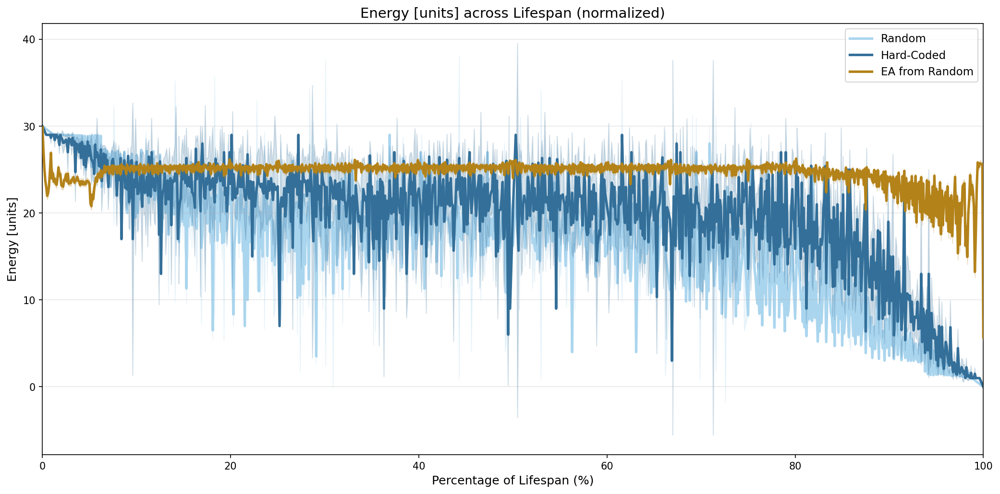 Energy [units] across Lifespan (normalized)
Random
Hard-Coded
EA from Random
Energy [units]
40
30
20
10
0
0
20
40
60
80
100
Percentage of Lifespan (%)